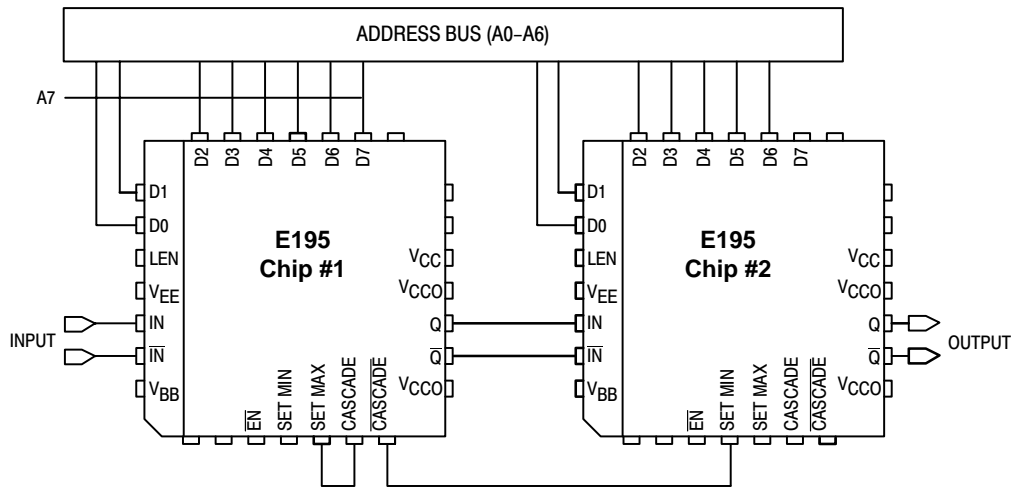 ADDRESS BUS (A0–A6)
A7
D2 D3 D4 D5 D6 D7
D1
D0
LEN
VEE
IN
IN
VBB
E195
Chip #1
VCC
VCCO
Q
Q
VCCO
EN
SET MIN
SET MAX
CASCADE
CASCADE
INPUT
D2 D3 D4 D5 D6 D7
D1
D0
LEN
VEE
IN
IN
VBB
E195
Chip #2
VCC
VCCO
Q
Q
VCCO
EN
SET MIN
SET MAX
CASCADE
CASCADE
OUTPUT